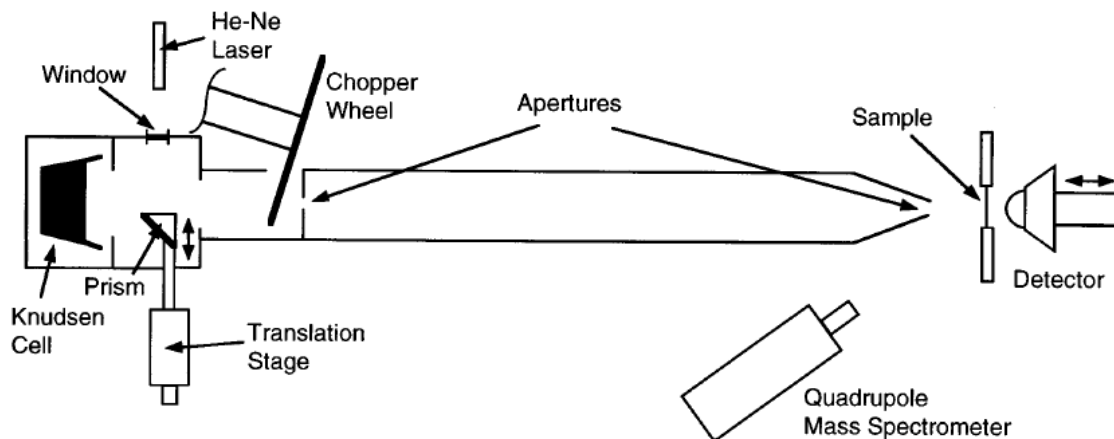 He-Ne
Laser
Window
Chopper
Wheel
Apertures
Sample
Prism
Knudsen
Cell
Translation
Stage
Detector
Quadrupole
Mass Spectrometer